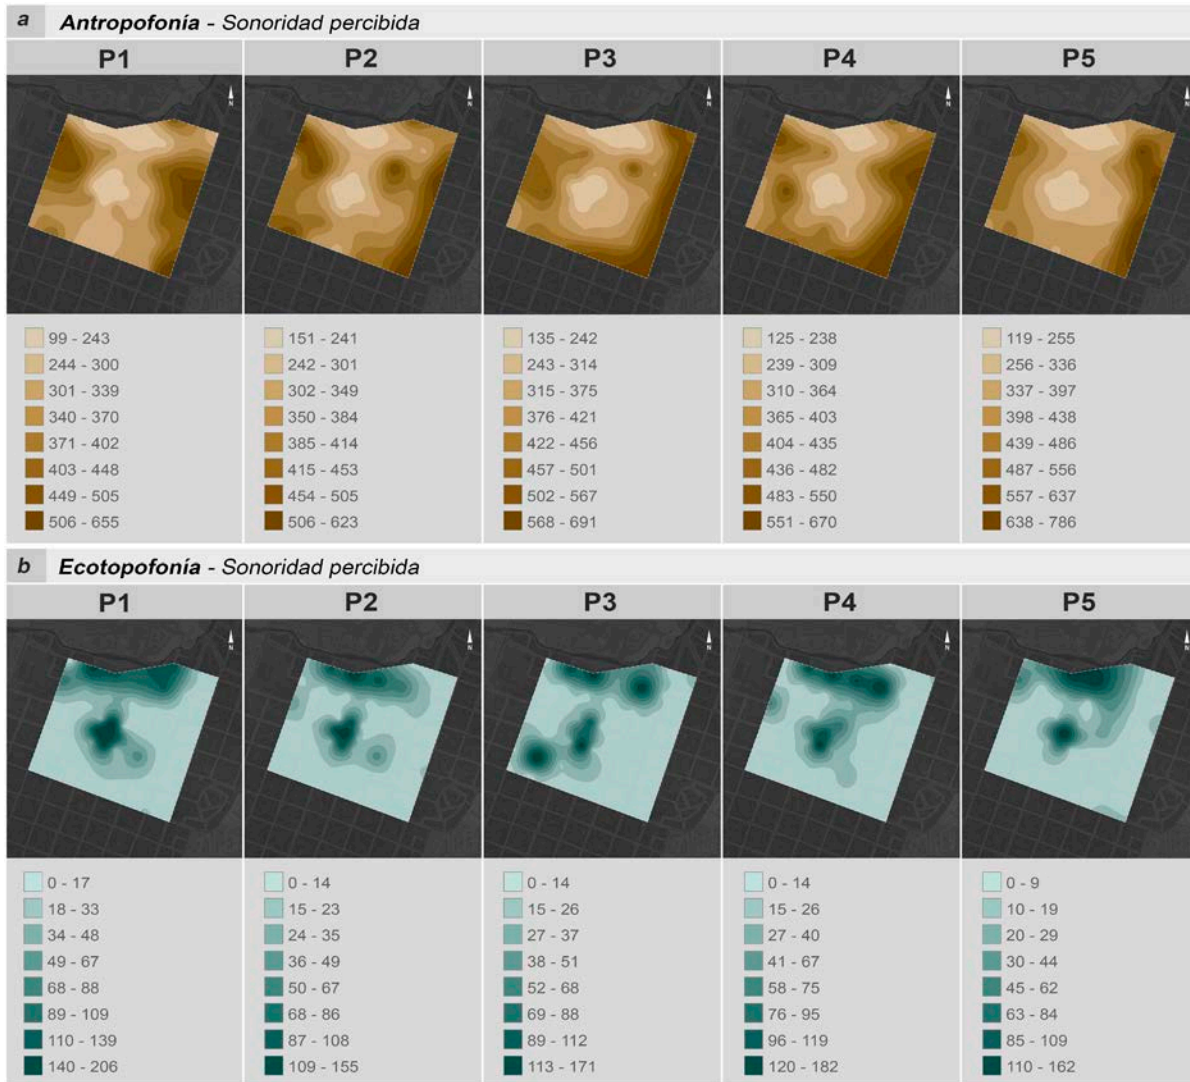 a Antropofonía - Sonoridad percibida
P1 P2 P3 P4 P5
N N N N N
99 - 243 151 - 241 135 - 242 125 - 238 119 - 255
244 - 300 242 - 301 243 - 314 239 - 309 256 - 336
301 - 339 302 - 349 315 - 375 310 - 364 337 - 397
340 - 370 350 - 384 376 - 421 365 - 403 398 - 438
371 - 402 385 - 414 422 - 456 404 - 435 439 - 486
403 - 448 415 - 453 457 - 501 436 - 482 487 - 556
449 - 505 454 - 505 502 - 567 483 - 550 557 - 637
506 - 655 506 - 623 568 - 691 551 - 670 638 - 786
b Ecotopofonía - Sonoridad percibida
P1 P2 P3 P4 P5
N N N N N
0 - 17 0 - 14 0 - 14 0 - 14 0 - 9
18 - 33 15 - 23 15 - 26 15 - 26 10 - 19
34 - 48 24 - 35 27 - 37 27 - 40 20 - 29
49 - 67 36 - 49 38 - 51 41 - 67 30 - 44
68 - 88 50 - 67 52 - 68 58 - 75 45 - 62
89 - 109 68 - 86 69 - 88 76 - 95 63 - 84
110 - 139 87 - 108 89 - 112 96 - 119 85 - 109
140 - 206 109 - 155 113 - 171 120 - 182 110 - 162